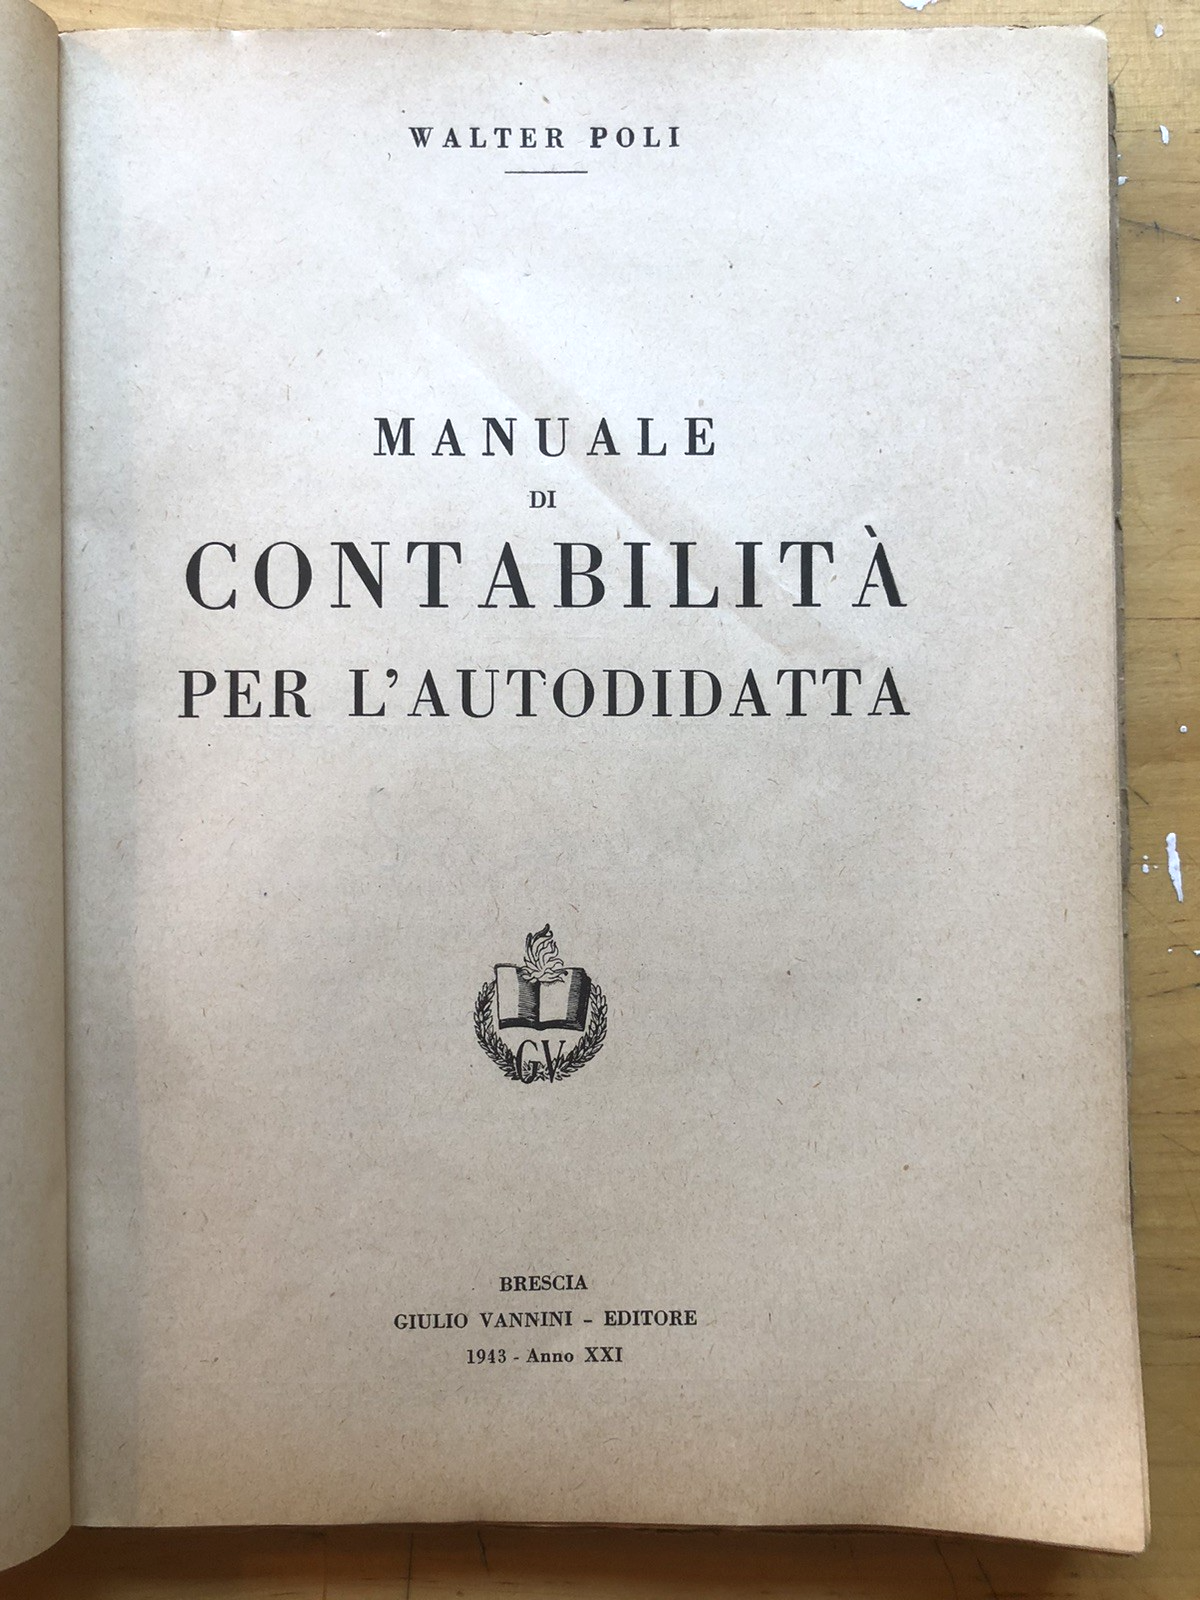 WALTER POLI
MANUALE
DI
CONTABILITÀ
PER L'AUTODIDATTA
GV
BRESCIA
GIULIO VANNINI - EDITORE
1943 - Anno XXI